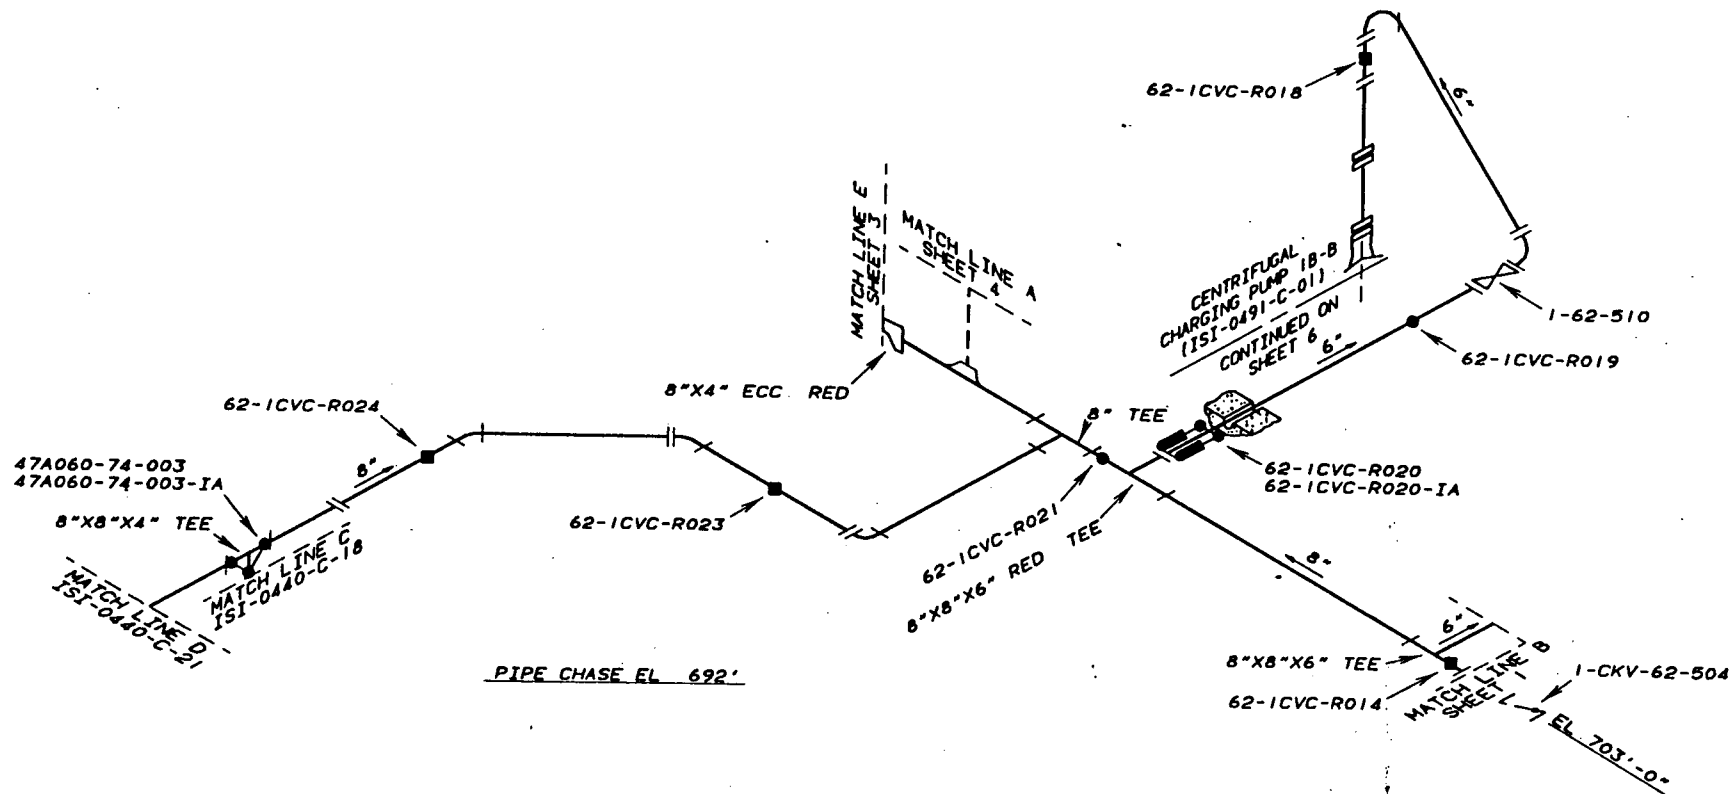 62-1CVC-R018
6"
MATCH LINE E
SHEET 3
MATCH LINE A
SHEET 4
CENTRIFUGAL
CHARGING PUMP 1B-B
(ISI-0491-C-01)
CONTINUED ON
SHEET 6
6"
1-62-510
62-1CVC-R019
8"X4" ECC RED
62-1CVC-R024
8" TEE
47A060-74-003
47A060-74-003-IA
8"
62-1CVC-R020
62-1CVC-R020-IA
8"X8"X4" TEE
62-1CVC-R023
62-1CVC-R021
8"X8"X6" RED TEE
MATCH LINE C
ISI-0440-C-18
MATCH LINE D
ISI-0440-C-21
8"
6"
PIPE CHASE EL 692'
8"X8"X6" TEE
62-1CVC-R014
MATCH LINE B
SHEET
1-CKV-62-504
EL 703'-0"